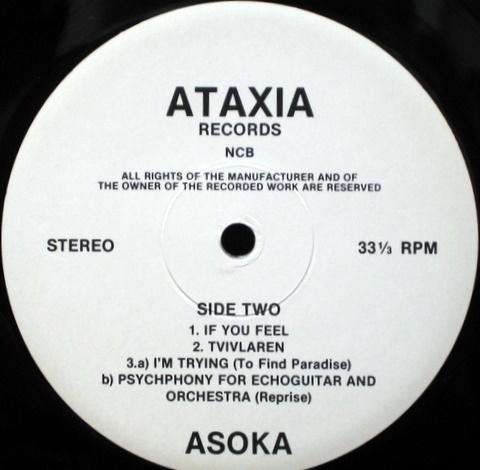 ATAXIA
RECORDS
NCB
ALL RIGHTS OF THE MANUFACTURER AND OF
THE OWNER OF THE RECORDED WORK ARE RESERVED
STEREO
33⅓ RPM
SIDE TWO
1. IF YOU FEEL
2. TVIVLAREN
3.a) I'M TRYING (To Find Paradise)
b) PSYCHPHONY FOR ECHOGUITAR AND
ORCHESTRA (Reprise)
ASOKA